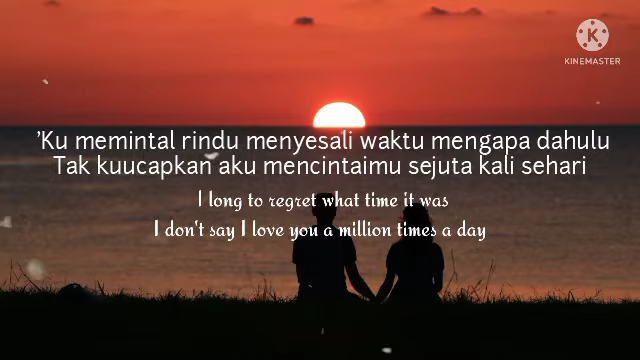 K
KINEMASTER
'Ku memintal rindu menyesali waktu mengapa dahulu
Tak kuucapkan aku mencintaimu sejuta kali sehari
I long to regret what time it was
I don't say I love you a million times a day